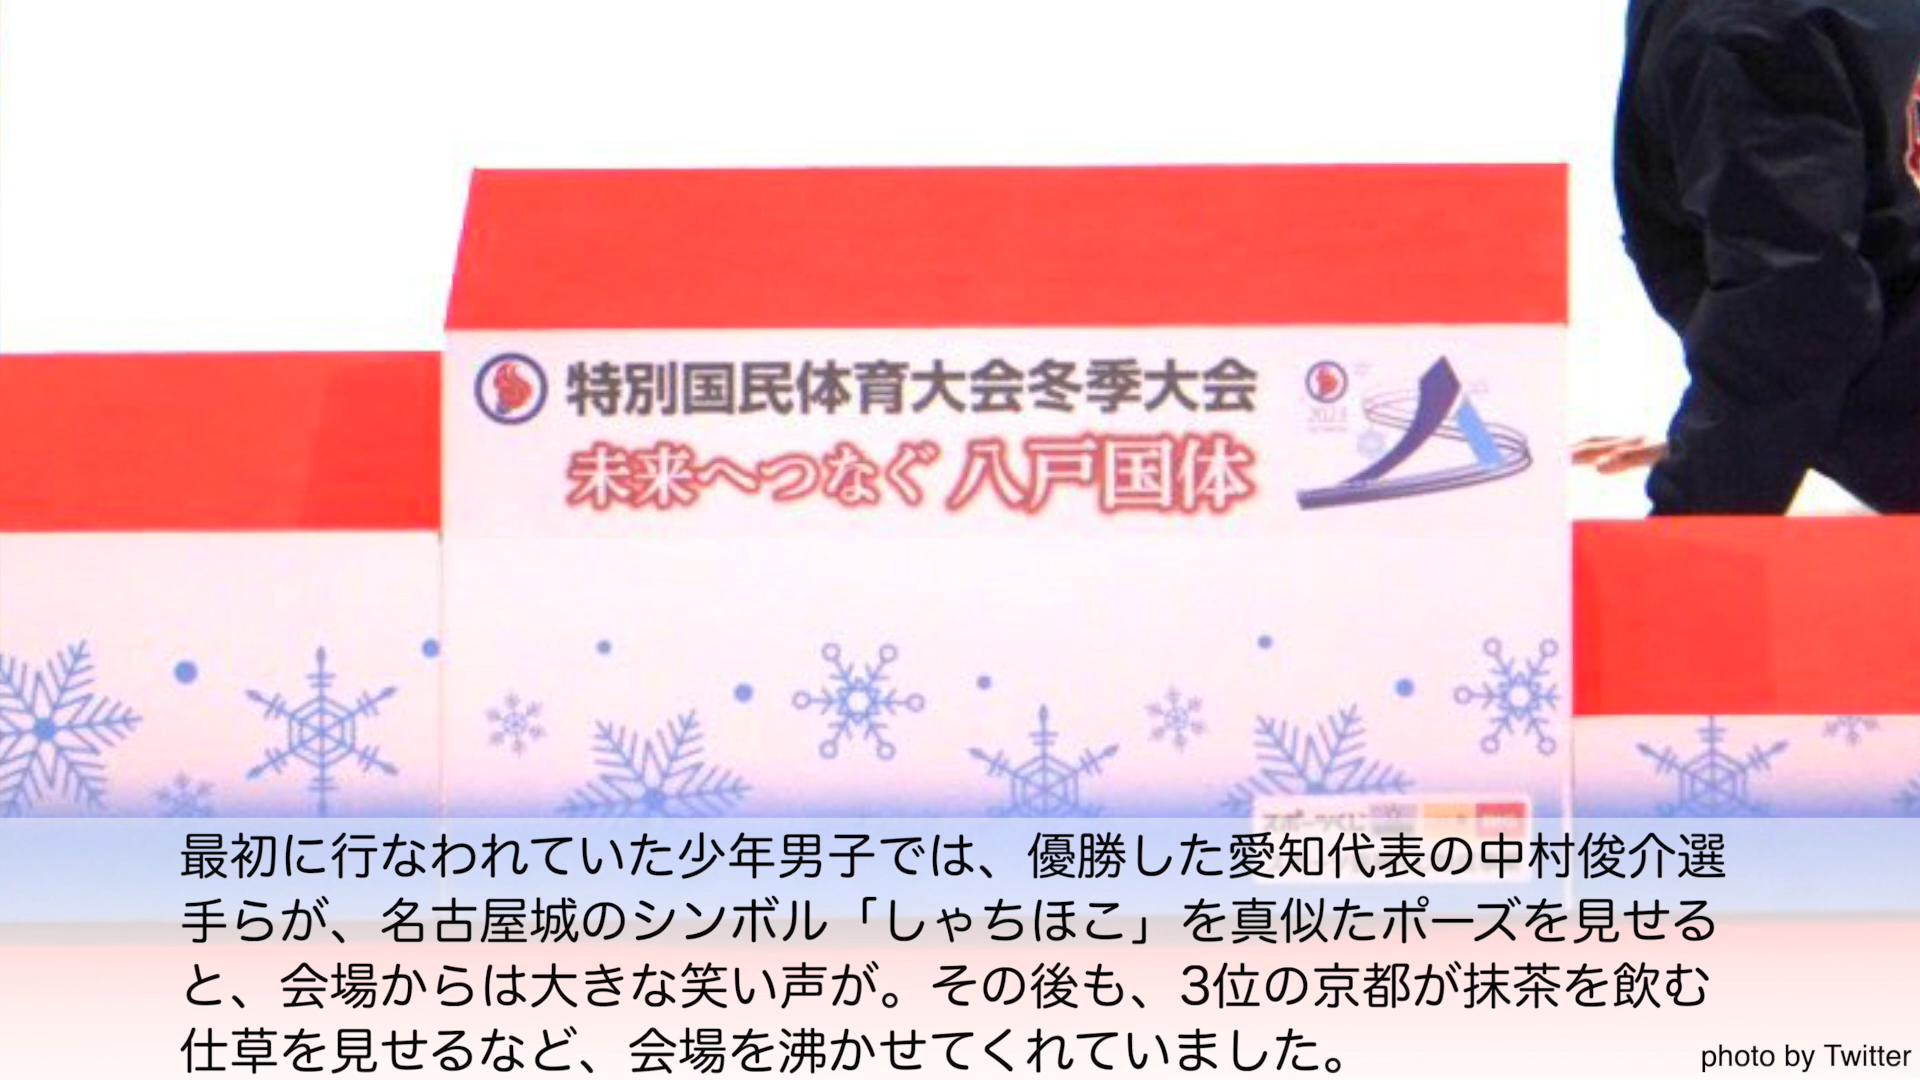 特別国民体育大会冬季大会
未来へつなぐ 八戸国体
2023
スポーツくじ
最初に行なわれていた少年男子では、優勝した愛知代表の中村俊介選
手らが、名古屋城のシンボル「しゃちほこ」を真似たポーズを見せる
と、会場からは大きな笑い声が。その後も、3位の京都が抹茶を飲む
仕草を見せるなど、会場を沸かせてくれていました。
photo by Twitter